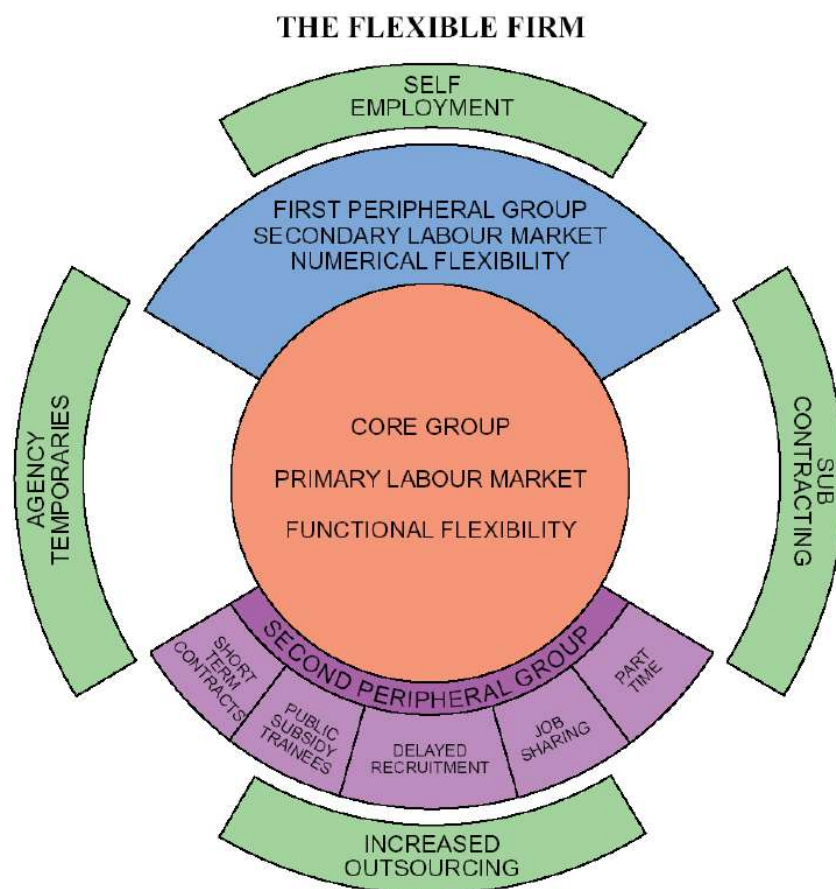 THE FLEXIBLE FIRM
SELF
EMPLOYMENT
FIRST PERIPHERAL GROUP
SECONDARY LABOUR MARKET
NUMERICAL FLEXIBILITY
AGENCY
TEMPORARIES
CORE GROUP
PRIMARY LABOUR MARKET
FUNCTIONAL FLEXIBILITY
SUB
CONTRACTING
SECOND PERIPHERAL GROUP
SHORT
TERM
CONTRACTS
PUBLIC
SUBSIDY
TRAINEES
DELAYED
RECRUITMENT
JOB
SHARING
PART
TIME
INCREASED
OUTSOURCING